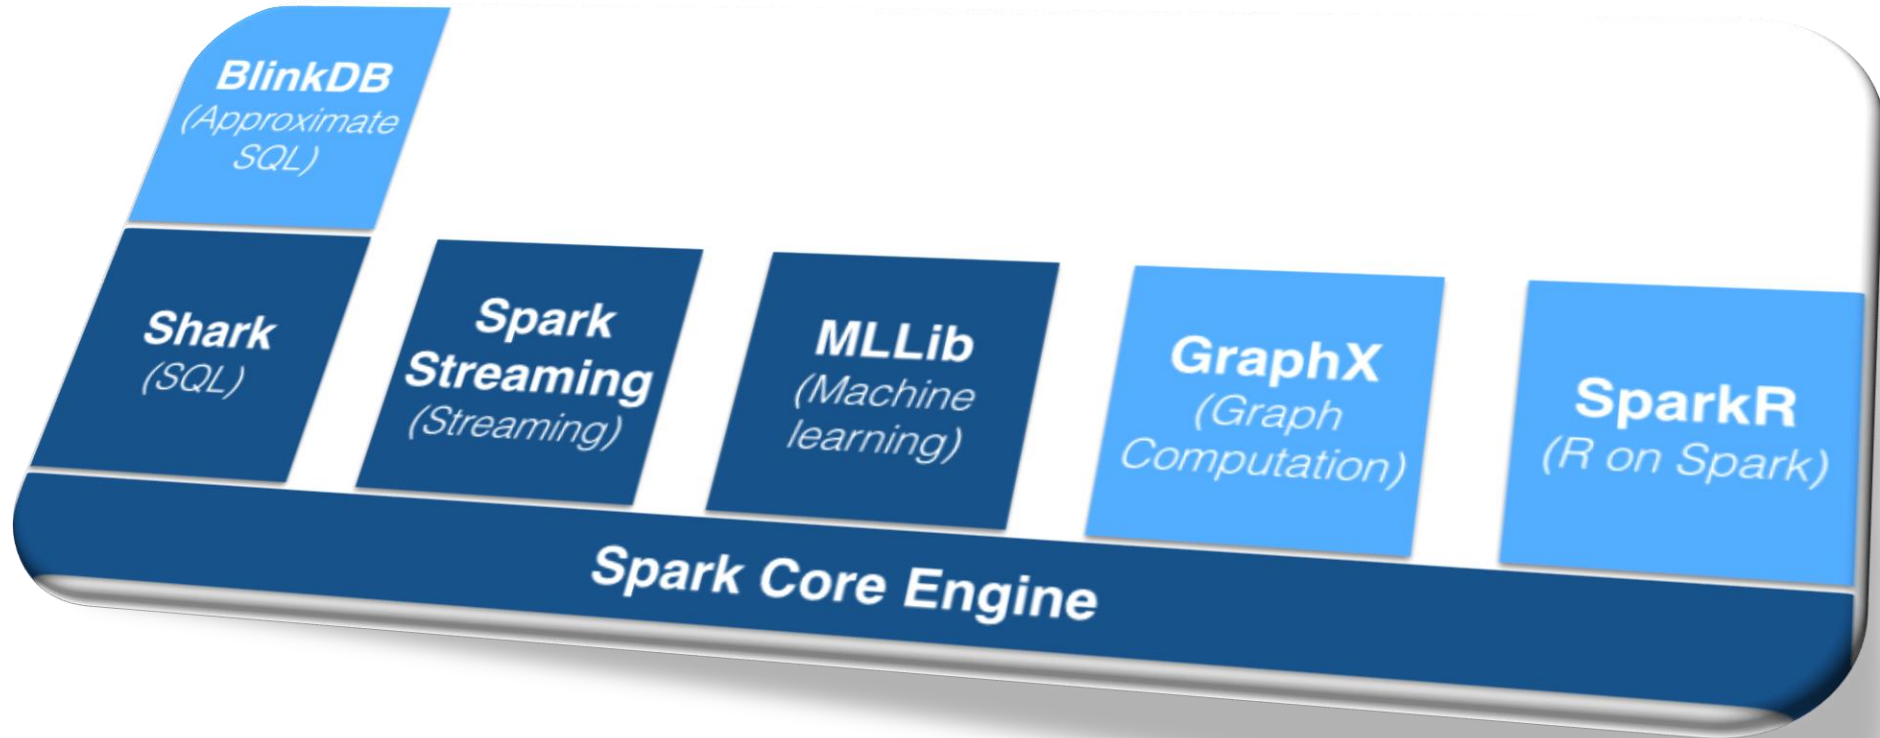 BlinkDB
(Approximate
SQL)
Shark
(SQL)
Spark
Streaming
(Streaming)
MLLib
(Machine
learning)
GraphX
(Graph
Computation)
SparkR
(R on Spark)
Spark Core Engine